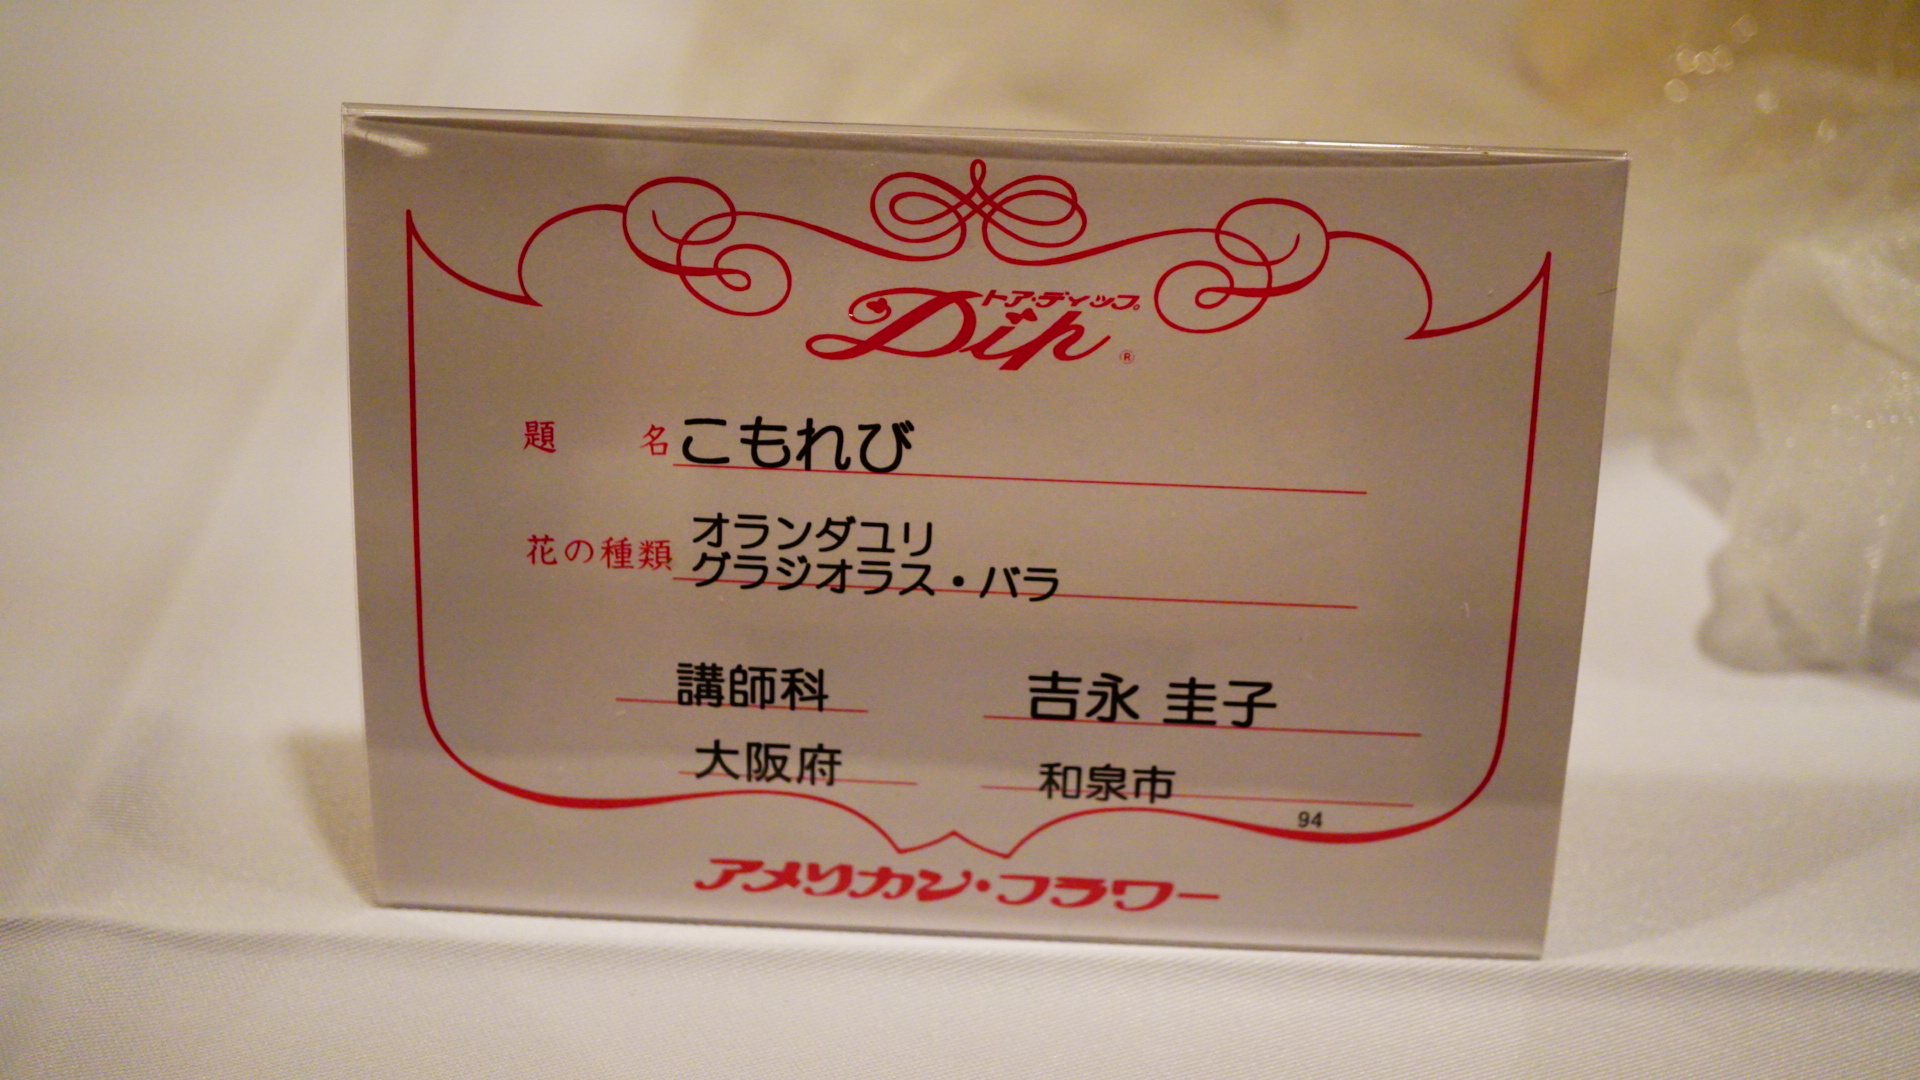 トア・ディップ
Dip ®
題 名 こもれび
花の種類 オランダユリ
グラジオラス・バラ
講師科 吉永 圭子
大阪府 和泉市
94
アメリカン・フラワー